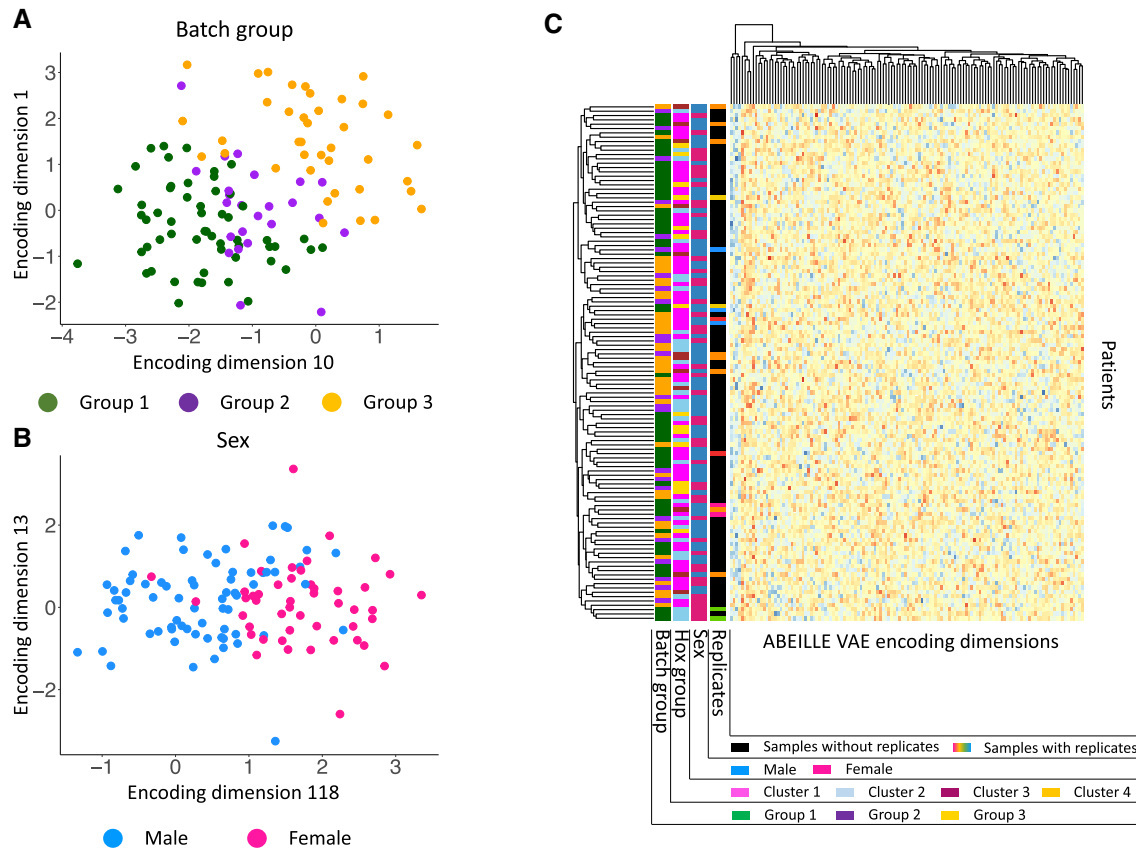 A
Batch group
Encoding dimension 1
3
2
1
0
−1
−2
−4 −3 −2 −1 0 1
Encoding dimension 10
Group 1 Group 2 Group 3
B
Sex
Encoding dimension 13
2
0
−2
−1 0 1 2 3
Encoding dimension 118
Male Female
C
Patients
ABEILLE VAE encoding dimensions
Batch group
Hox group
Sex
Replicates
Samples without replicates Samples with replicates
Male Female
Cluster 1 Cluster 2 Cluster 3 Cluster 4
Group 1 Group 2 Group 3